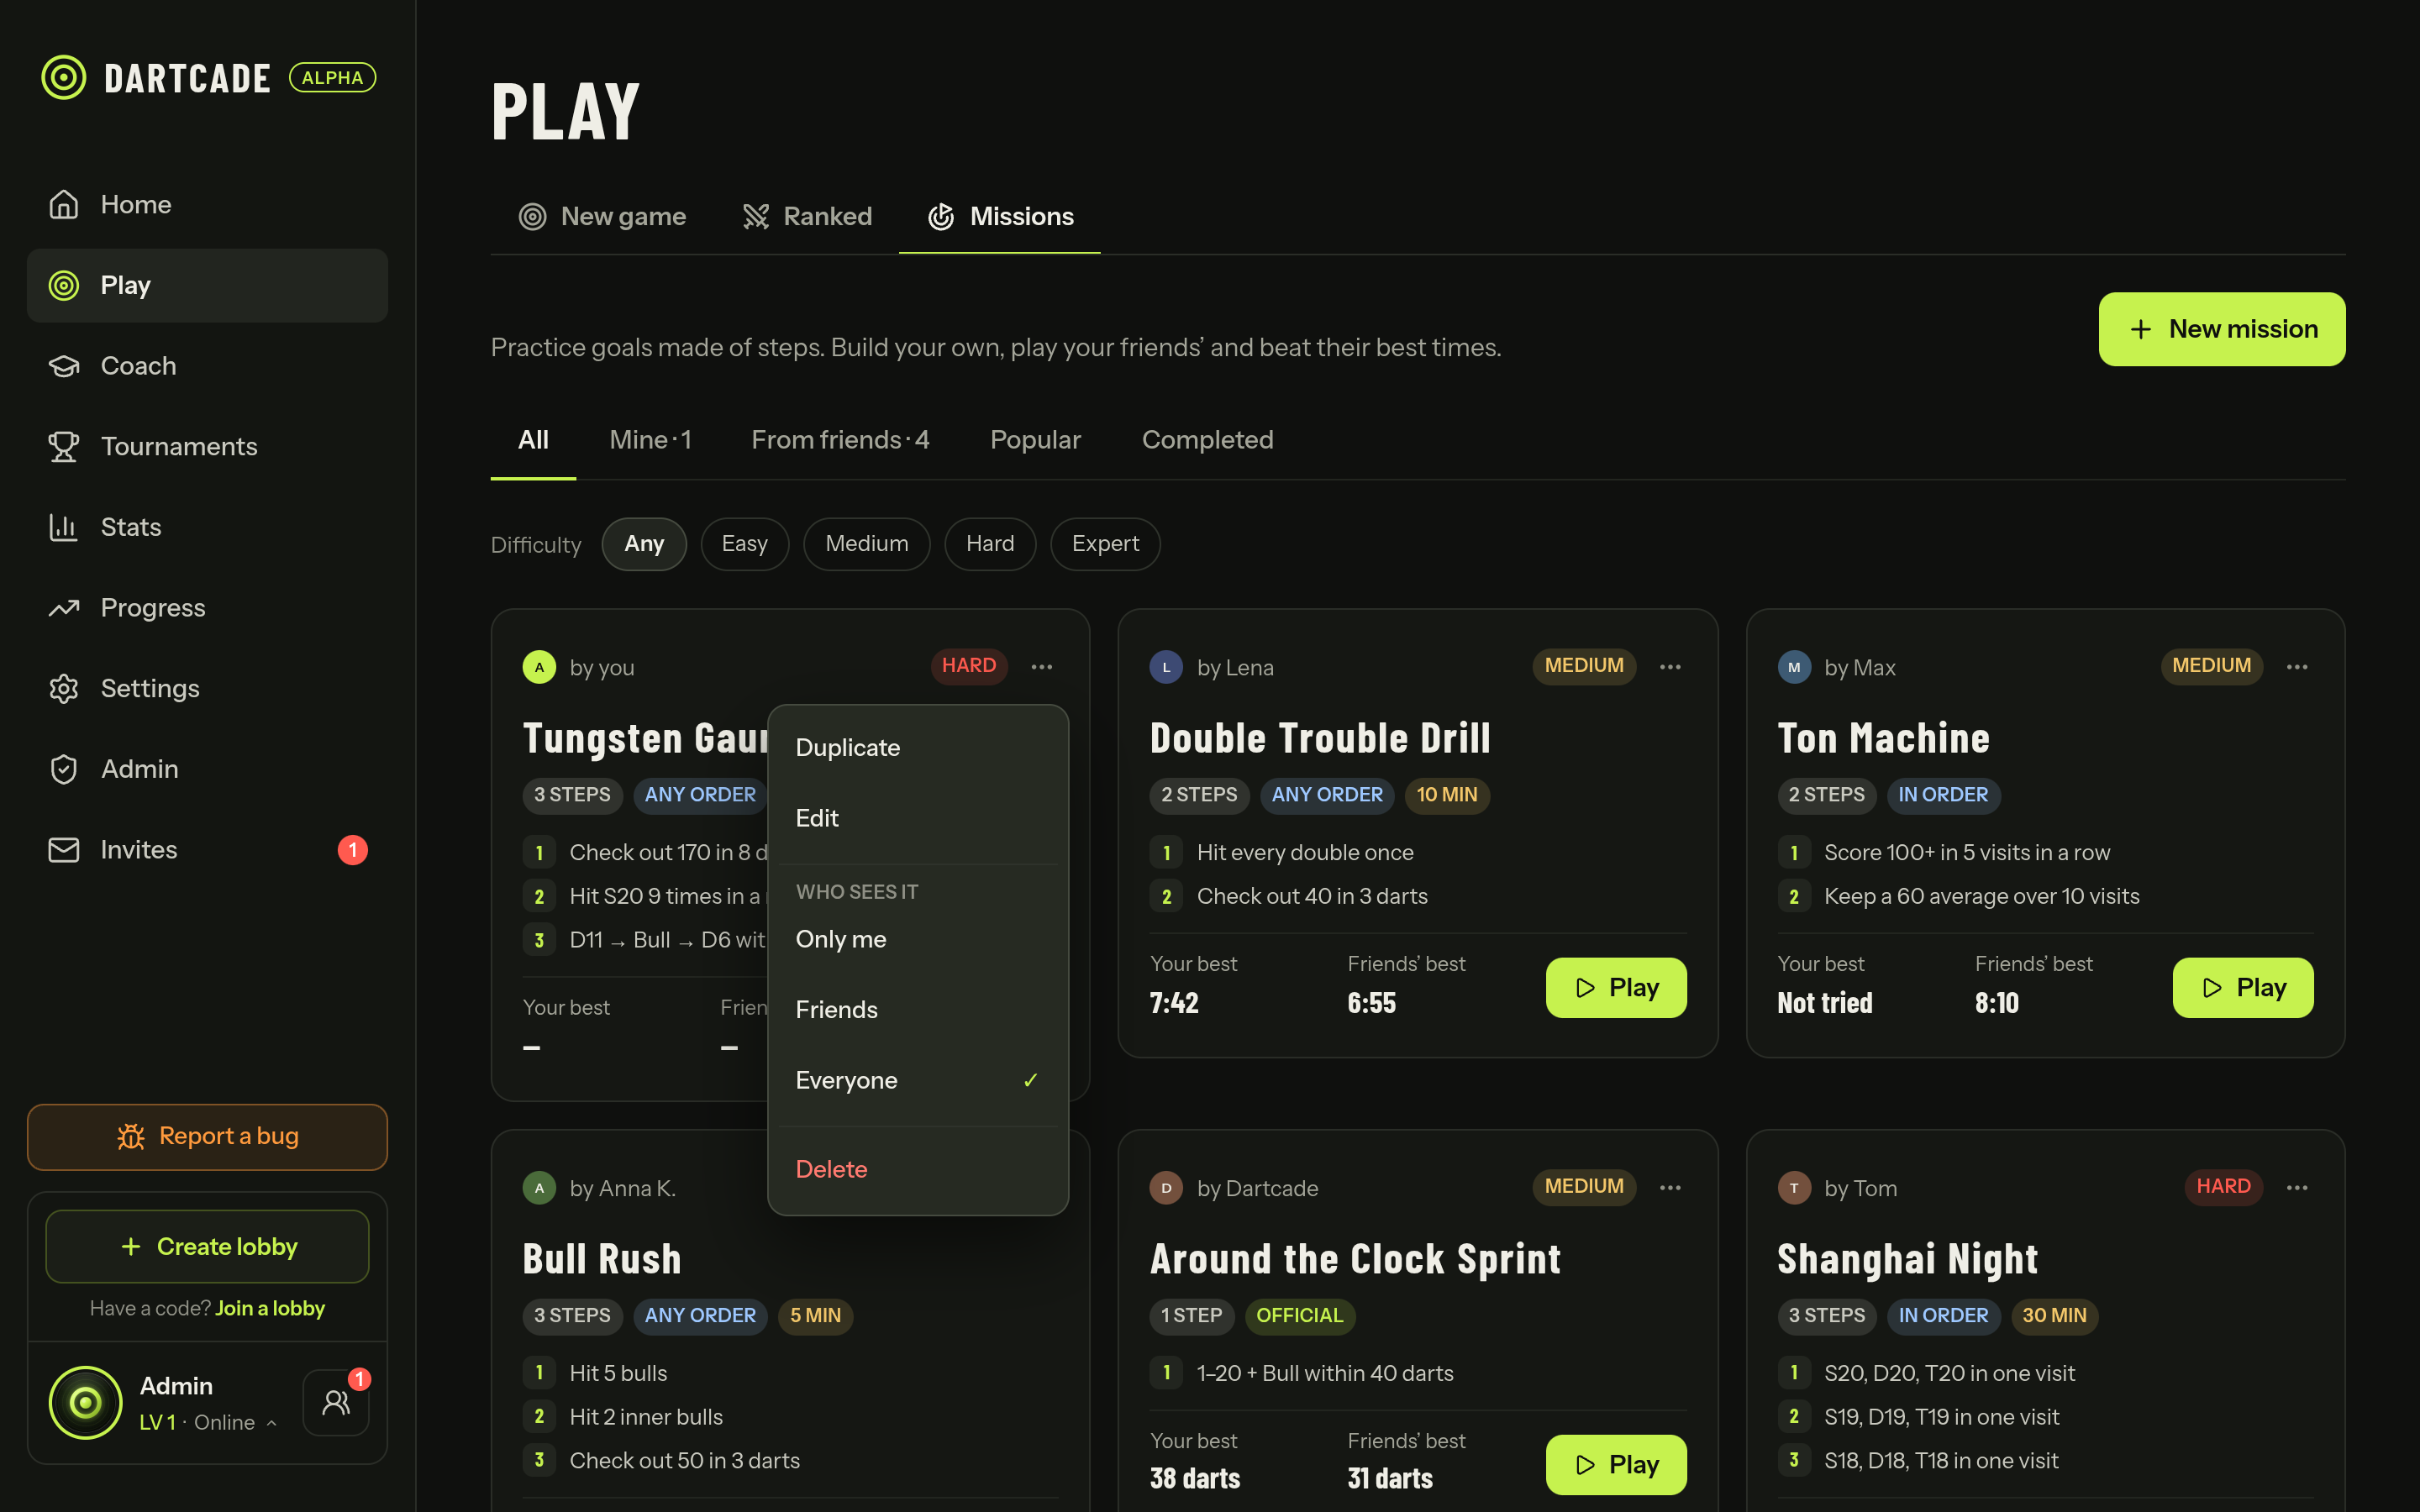 DARTCADE ALPHA
Home
Play
Coach
Tournaments
Stats
Progress
Settings
Admin
Invites 1
Report a bug
Create lobby
Have a code? Join a lobby
Admin
LV 1 · Online
1
PLAY
New game Ranked Missions
Practice goals made of steps. Build your own, play your friends’ and beat their best times.
New mission
All Mine · 1 From friends · 4 Popular Completed
Difficulty Any Easy Medium Hard Expert
A by you HARD
Tungsten
3 STEPS ANY ORDER
1 Check out 170 in 8
2 Hit S20 9 times in a
3 D11 → Bull → D6
Your best
–
–
Duplicate
Edit
WHO SEES IT
Only me
Friends
Everyone ✓
Delete
L by Lena MEDIUM
Double Trouble Drill
2 STEPS ANY ORDER 10 MIN
1 Hit every double once
2 Check out 40 in 3 darts
Your best Friends’ best
7:42 6:55
Play
M by Max MEDIUM
Ton Machine
2 STEPS IN ORDER
1 Score 100+ in 5 visits in a row
2 Keep a 60 average over 10 visits
Your best Friends’ best
Not tried 8:10
Play
A by Anna K.
Bull Rush
3 STEPS ANY ORDER 5 MIN
1 Hit 5 bulls
2 Hit 2 inner bulls
3 Check out 50 in 3 darts
D by Dartcade MEDIUM
Around the Clock Sprint
1 STEP OFFICIAL
1 1–20 + Bull within 40 darts
Your best Friends’ best
38 darts 31 darts
Play
T by Tom HARD
Shanghai Night
3 STEPS IN ORDER 30 MIN
1 S20, D20, T20 in one visit
2 S19, D19, T19 in one visit
3 S18, D18, T18 in one visit